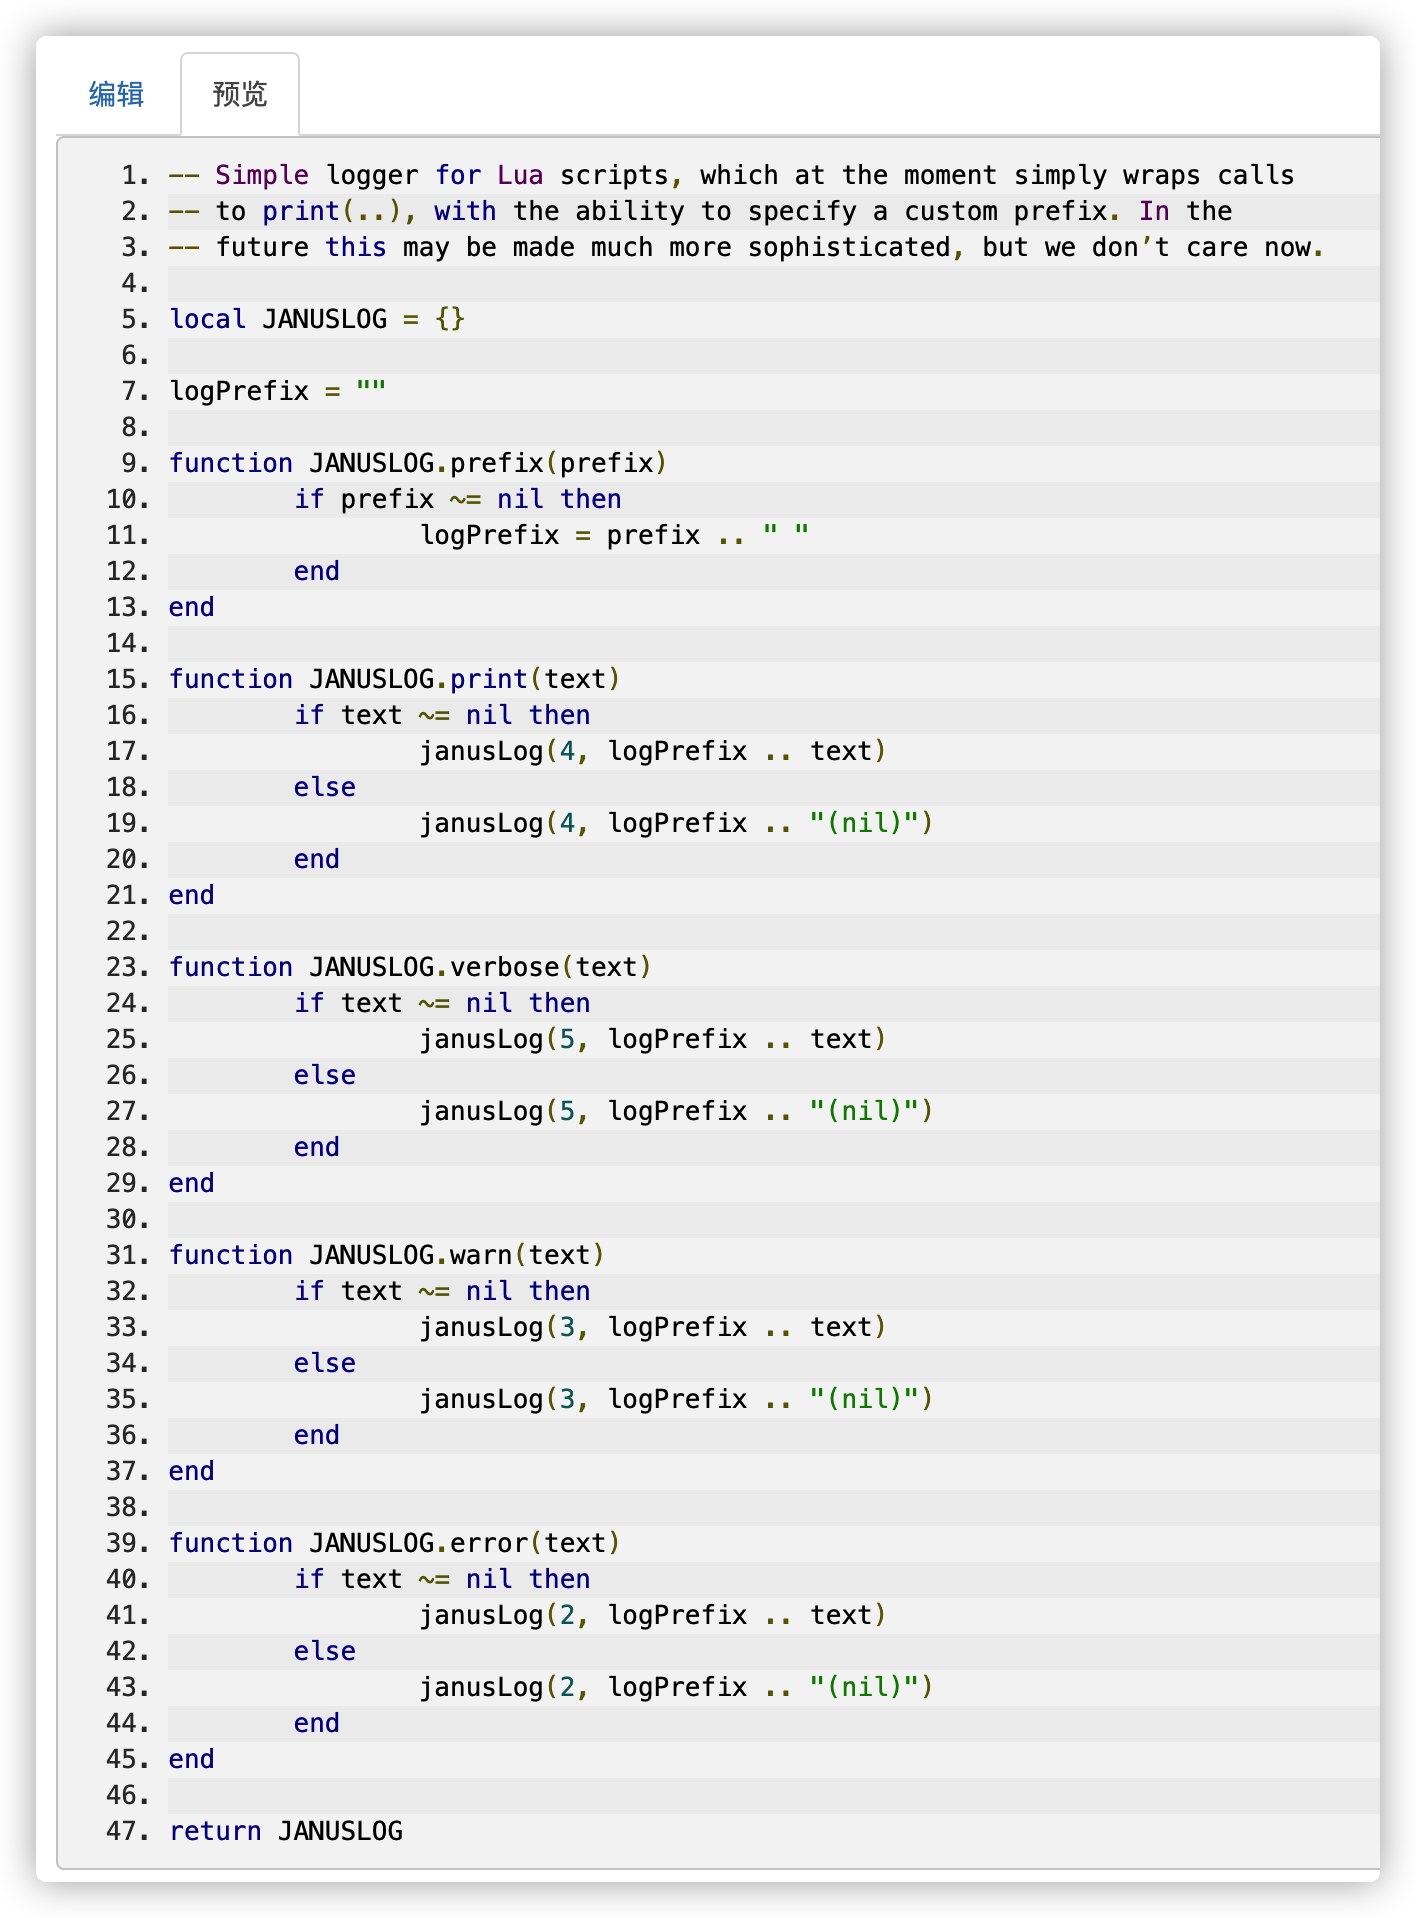 编辑 预览
1. -- Simple logger for Lua scripts, which at the moment simply wraps calls
2. -- to print(..), with the ability to specify a custom prefix. In the
3. -- future this may be made much more sophisticated, but we don’t care now.
4.
5. local JANUSLOG = {}
6.
7. logPrefix = ""
8.
9. function JANUSLOG.prefix(prefix)
10.         if prefix ~= nil then
11.                 logPrefix = prefix .. " "
12.         end
13. end
14.
15. function JANUSLOG.print(text)
16.         if text ~= nil then
17.                 janusLog(4, logPrefix .. text)
18.         else
19.                 janusLog(4, logPrefix .. "(nil)")
20.         end
21. end
22.
23. function JANUSLOG.verbose(text)
24.         if text ~= nil then
25.                 janusLog(5, logPrefix .. text)
26.         else
27.                 janusLog(5, logPrefix .. "(nil)")
28.         end
29. end
30.
31. function JANUSLOG.warn(text)
32.         if text ~= nil then
33.                 janusLog(3, logPrefix .. text)
34.         else
35.                 janusLog(3, logPrefix .. "(nil)")
36.         end
37. end
38.
39. function JANUSLOG.error(text)
40.         if text ~= nil then
41.                 janusLog(2, logPrefix .. text)
42.         else
43.                 janusLog(2, logPrefix .. "(nil)")
44.         end
45. end
46.
47. return JANUSLOG